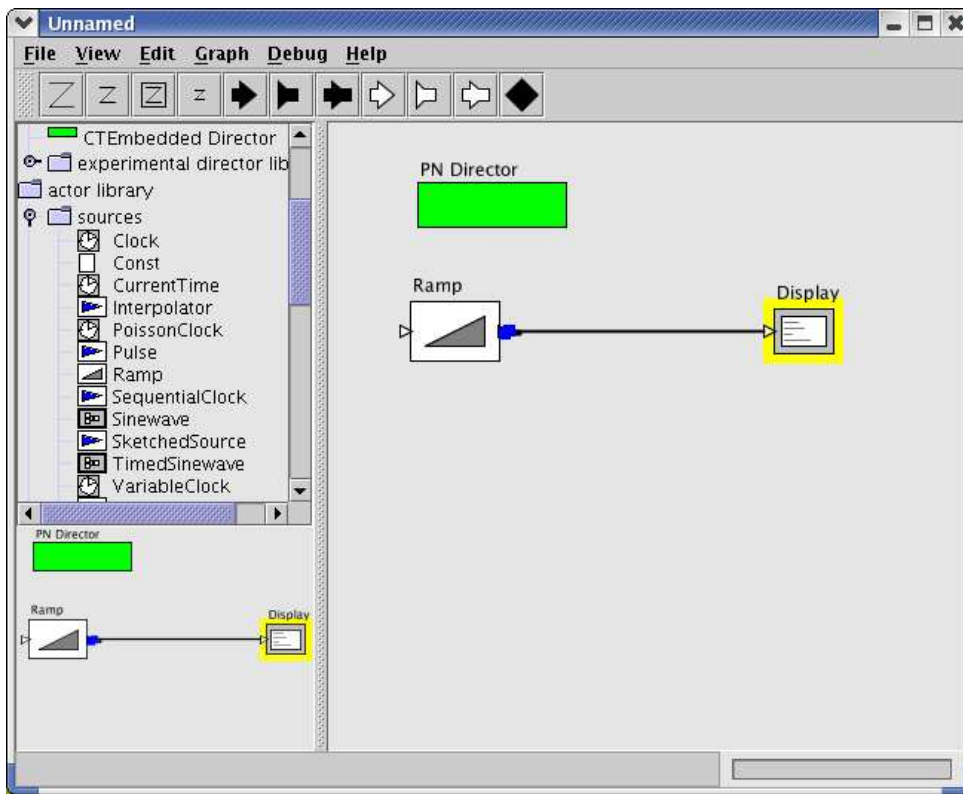 Unnamed
File View Edit Graph Debug Help
Z Z Z z
CTEmbedded Director
experimental director lib
actor library
sources
Clock
Const
CurrentTime
Interpolator
PoissonClock
Pulse
Ramp
SequentialClock
Sinewave
SketchedSource
TimedSinewave
VariableClock
PN Director
Ramp
Display
PN Director
Ramp
Display